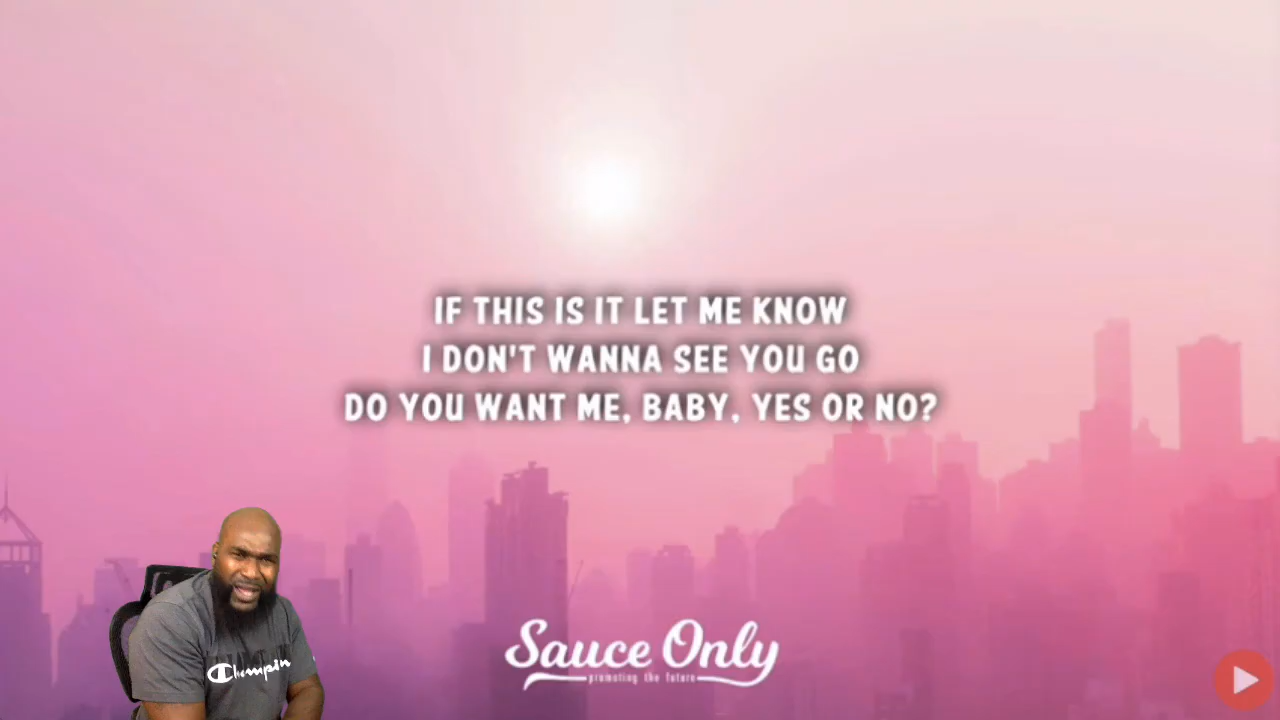 IF THIS IS IT LET ME KNOW
I DON'T WANNA SEE YOU GO
DO YOU WANT ME, BABY, YES OR NO?
Champion
Sauce Only
promoting the future